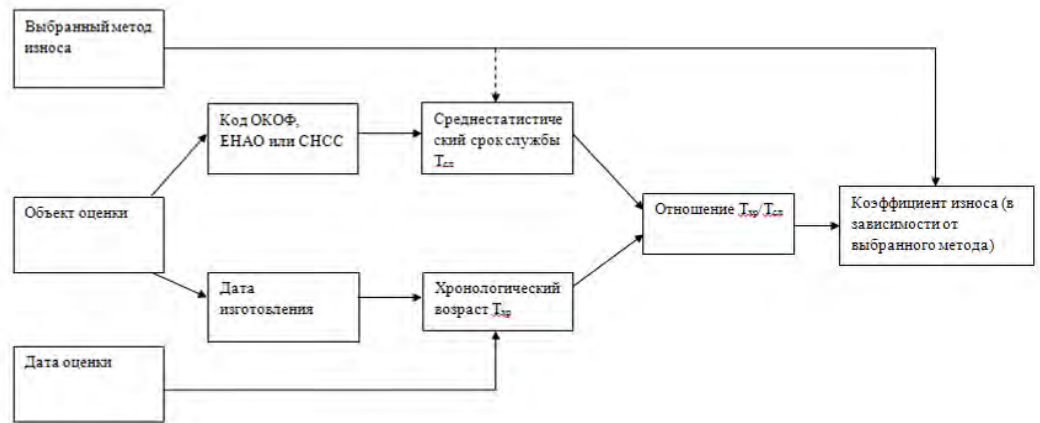 Выбранный метод
износа
Код ОКОФ,
ЕНАО или СНСС
Среднестатистиче
ский срок службы
Тсл
Объект оценки
Отношение Тхр/Тсл
Коэффициент износа (в
зависимости от
выбранного метода)
Дата
изготовления
Хронологический
возраст Тхр
Дата оценки